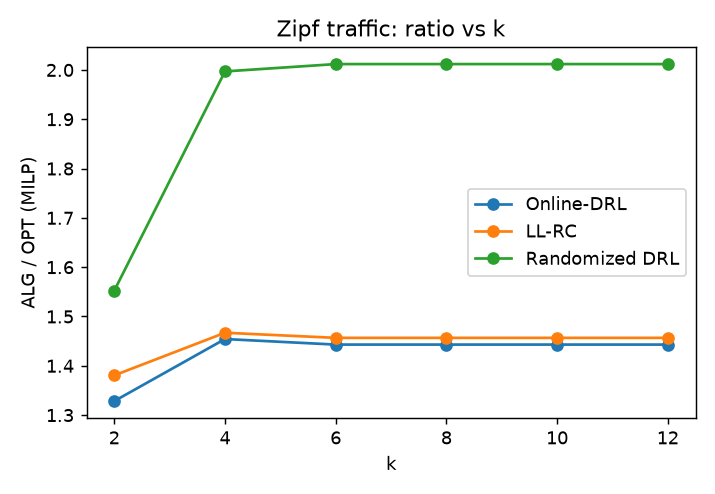 Zipf traffic: ratio vs k
ALG / OPT (MILP)
2.0
1.9
1.8
1.7
1.6
1.5
1.4
1.3
Online-DRL
LL-RC
Randomized DRL
2 4 6 8 10 12
k